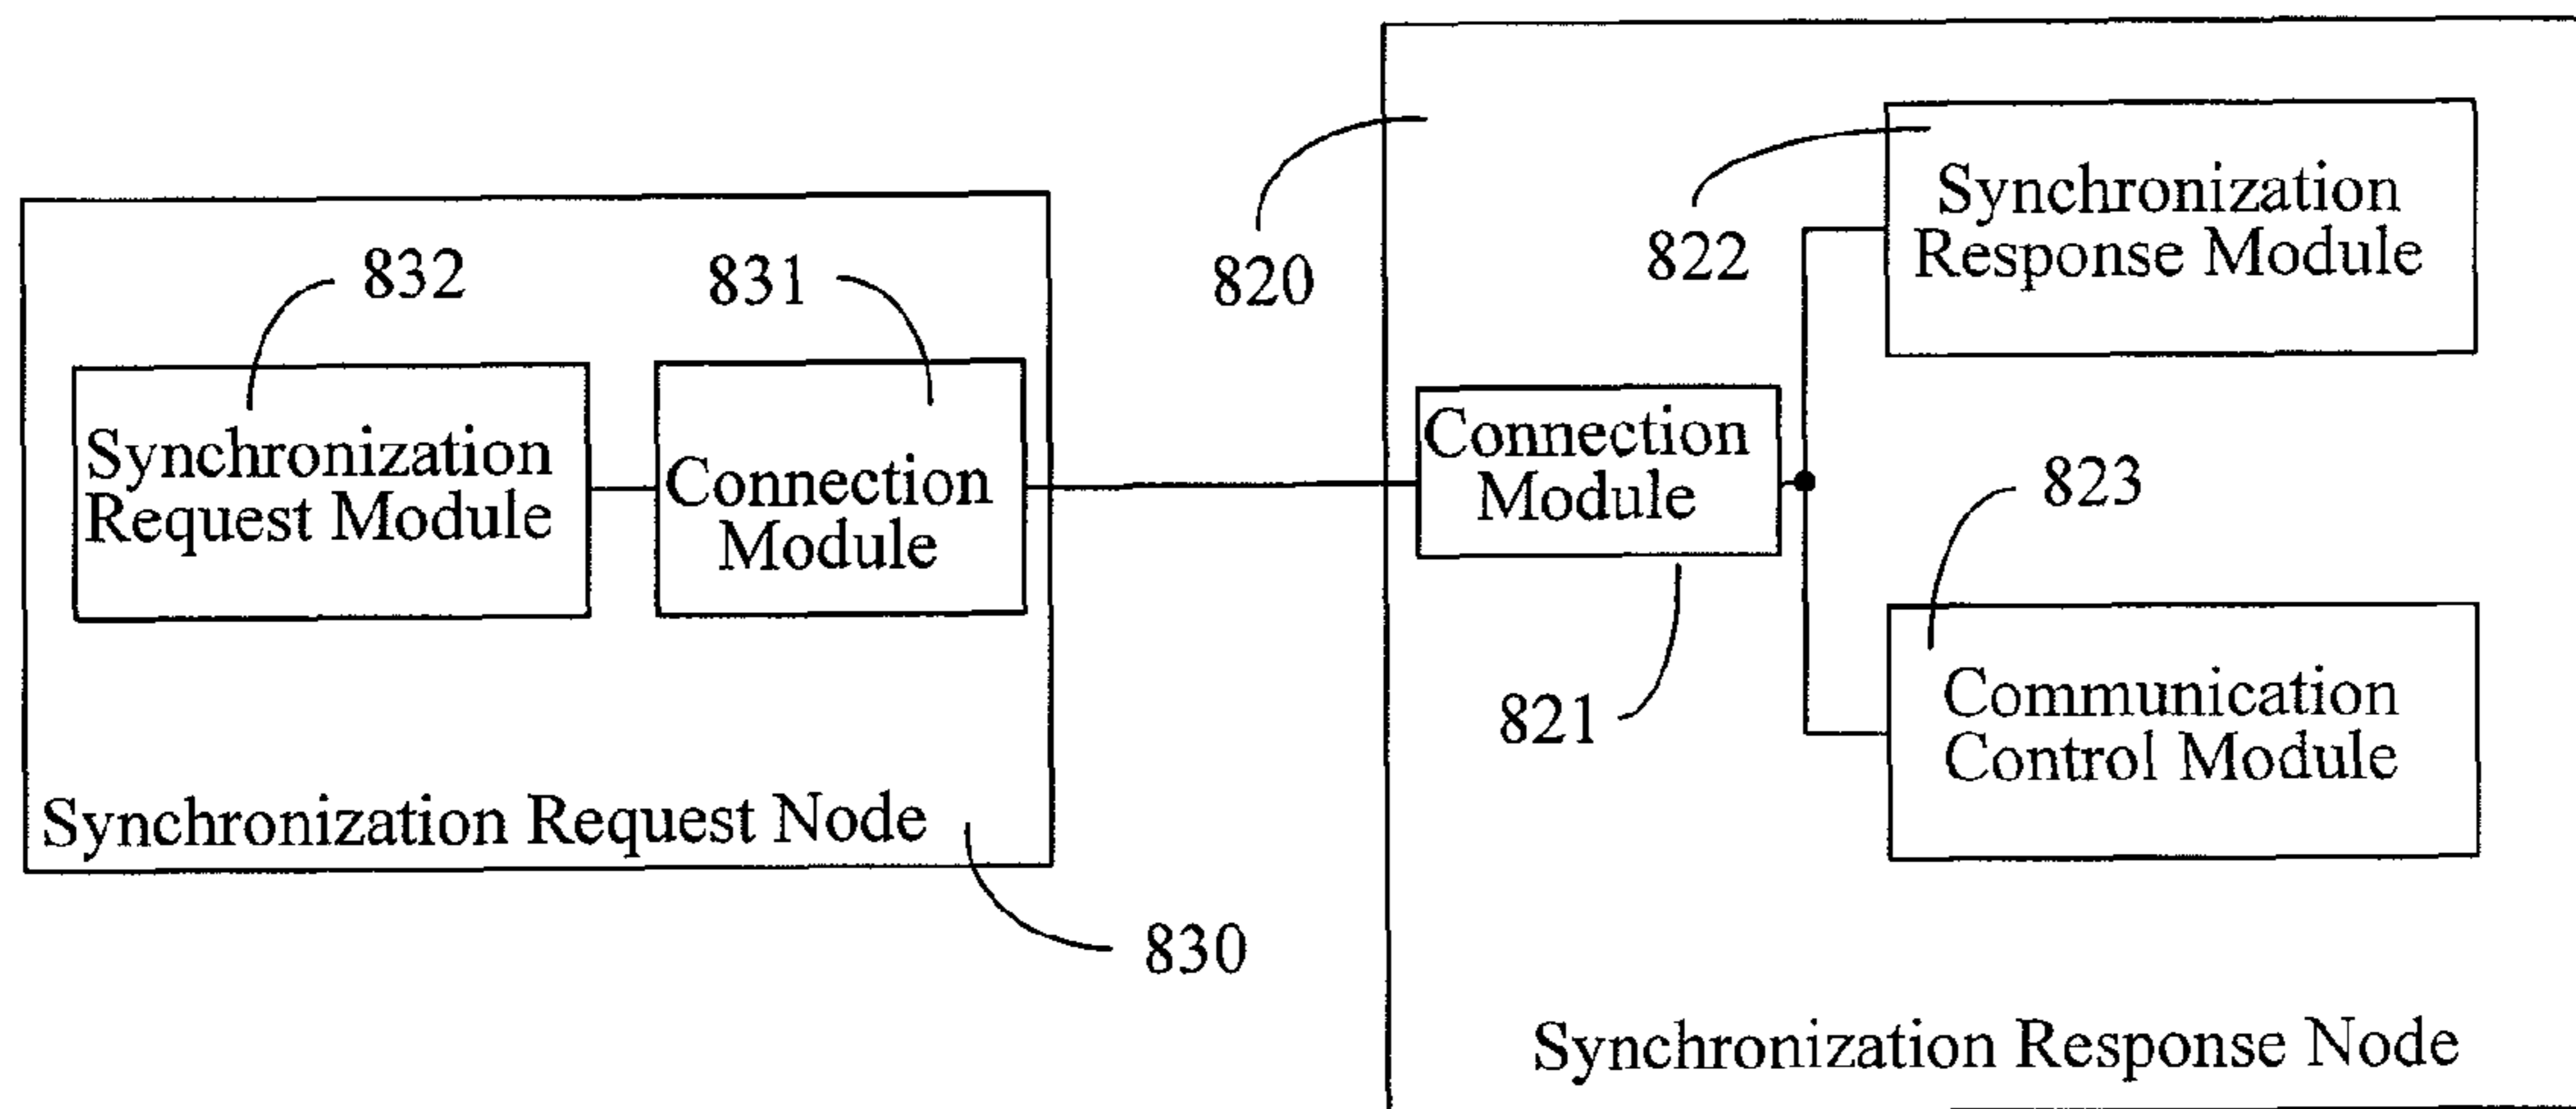 832
831
Synchronization
Request Module
Connection
Module
Synchronization Request Node
830
820
822
Synchronization
Response Module
Connection
Module
821
823
Communication
Control Module
Synchronization Response Node